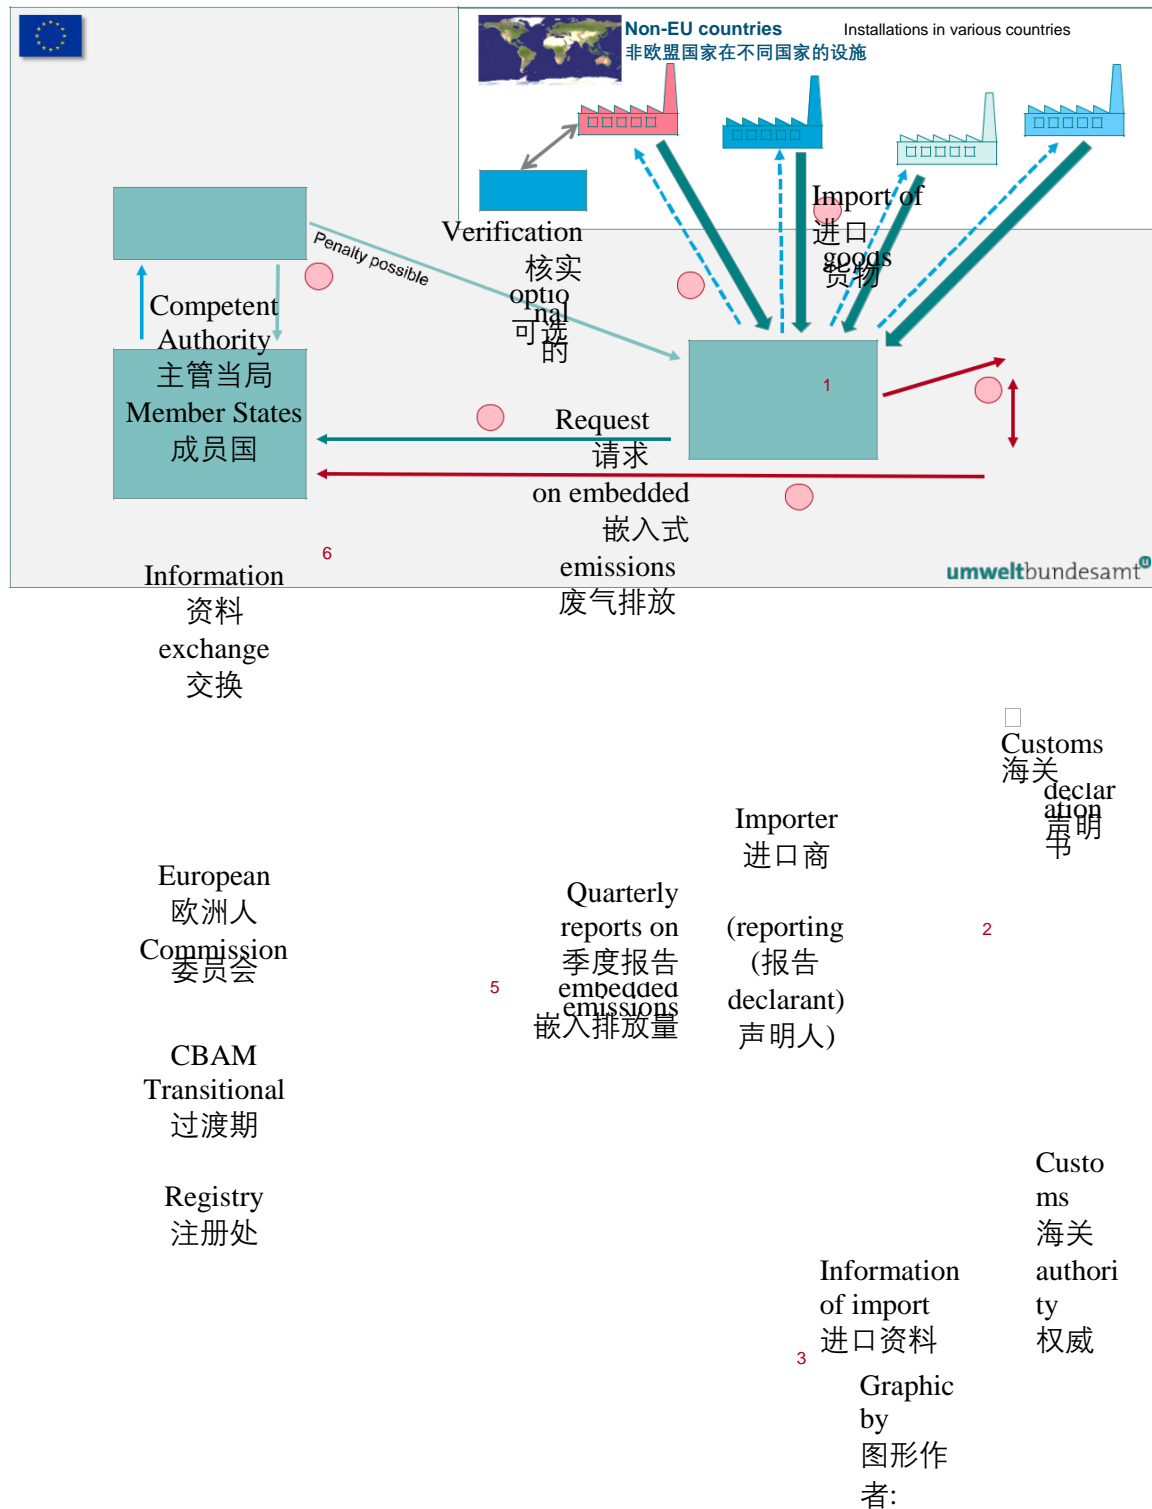 Non-EU countries
Installations in various countries
非欧盟国家在不同国家的设施
Import of
进口
goods
货物
Verification
核实
optio
nal
可选
的
Penalty possible
Competent
Authority
主管当局
Member States
成员国
1
Request
请求
on embedded
嵌入式
emissions
废气排放
6
Information
资料
exchange
交换
umweltbundesamt
Customs
海关
declar
ation
声明
书
Importer
进口商
European
欧洲人
Commission
委员会
Quarterly
reports on
季度报告
embedded
emissions
嵌入排放量
(reporting
(报告
declarant)
声明人)
2
5
CBAM
Transitional
过渡期
Registry
注册处
Custo
ms
海关
authori
ty
权威
Information
of import
进口资料
3
Graphic
by
图形作
者: